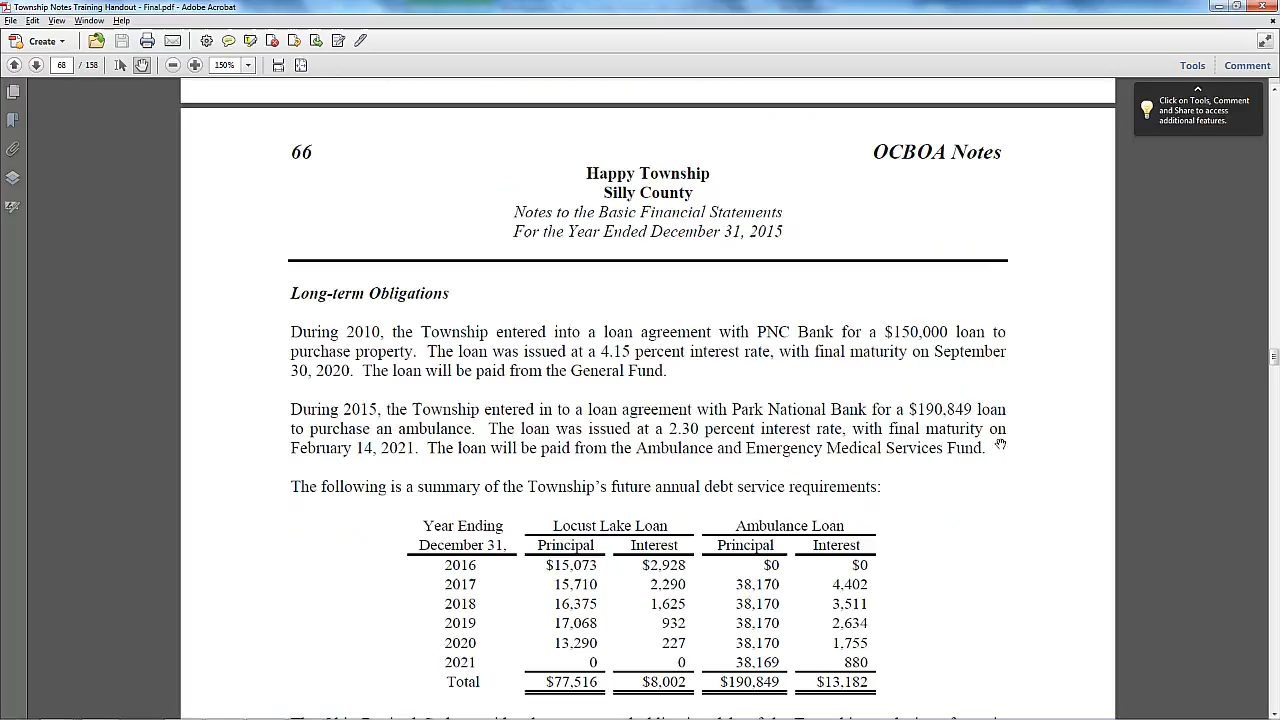 Township Notes Training Handout - Final.pdf - Adobe Acrobat
File Edit View Window Help
Create
68 / 158 150% Tools Comment
Click on Tools, Comment
and Share to access
additional features.
66 OCBOA Notes
Happy Township
Silly County
Notes to the Basic Financial Statements
For the Year Ended December 31, 2015
Long-term Obligations
During 2010, the Township entered into a loan agreement with PNC Bank for a $150,000 loan to
purchase property. The loan was issued at a 4.15 percent interest rate, with final maturity on September
30, 2020. The loan will be paid from the General Fund.
During 2015, the Township entered in to a loan agreement with Park National Bank for a $190,849 loan
to purchase an ambulance. The loan was issued at a 2.30 percent interest rate, with final maturity on
February 14, 2021. The loan will be paid from the Ambulance and Emergency Medical Services Fund.
The following is a summary of the Township's future annual debt service requirements:
Year Ending Locust Lake Loan Ambulance Loan
December 31, Principal Interest Principal Interest
2016 $15,073 $2,928 $0 $0
2017 15,710 2,290 38,170 4,402
2018 16,375 1,625 38,170 3,511
2019 17,068 932 38,170 2,634
2020 13,290 227 38,170 1,755
2021 0 0 38,169 880
Total $77,516 $8,002 $190,849 $13,182